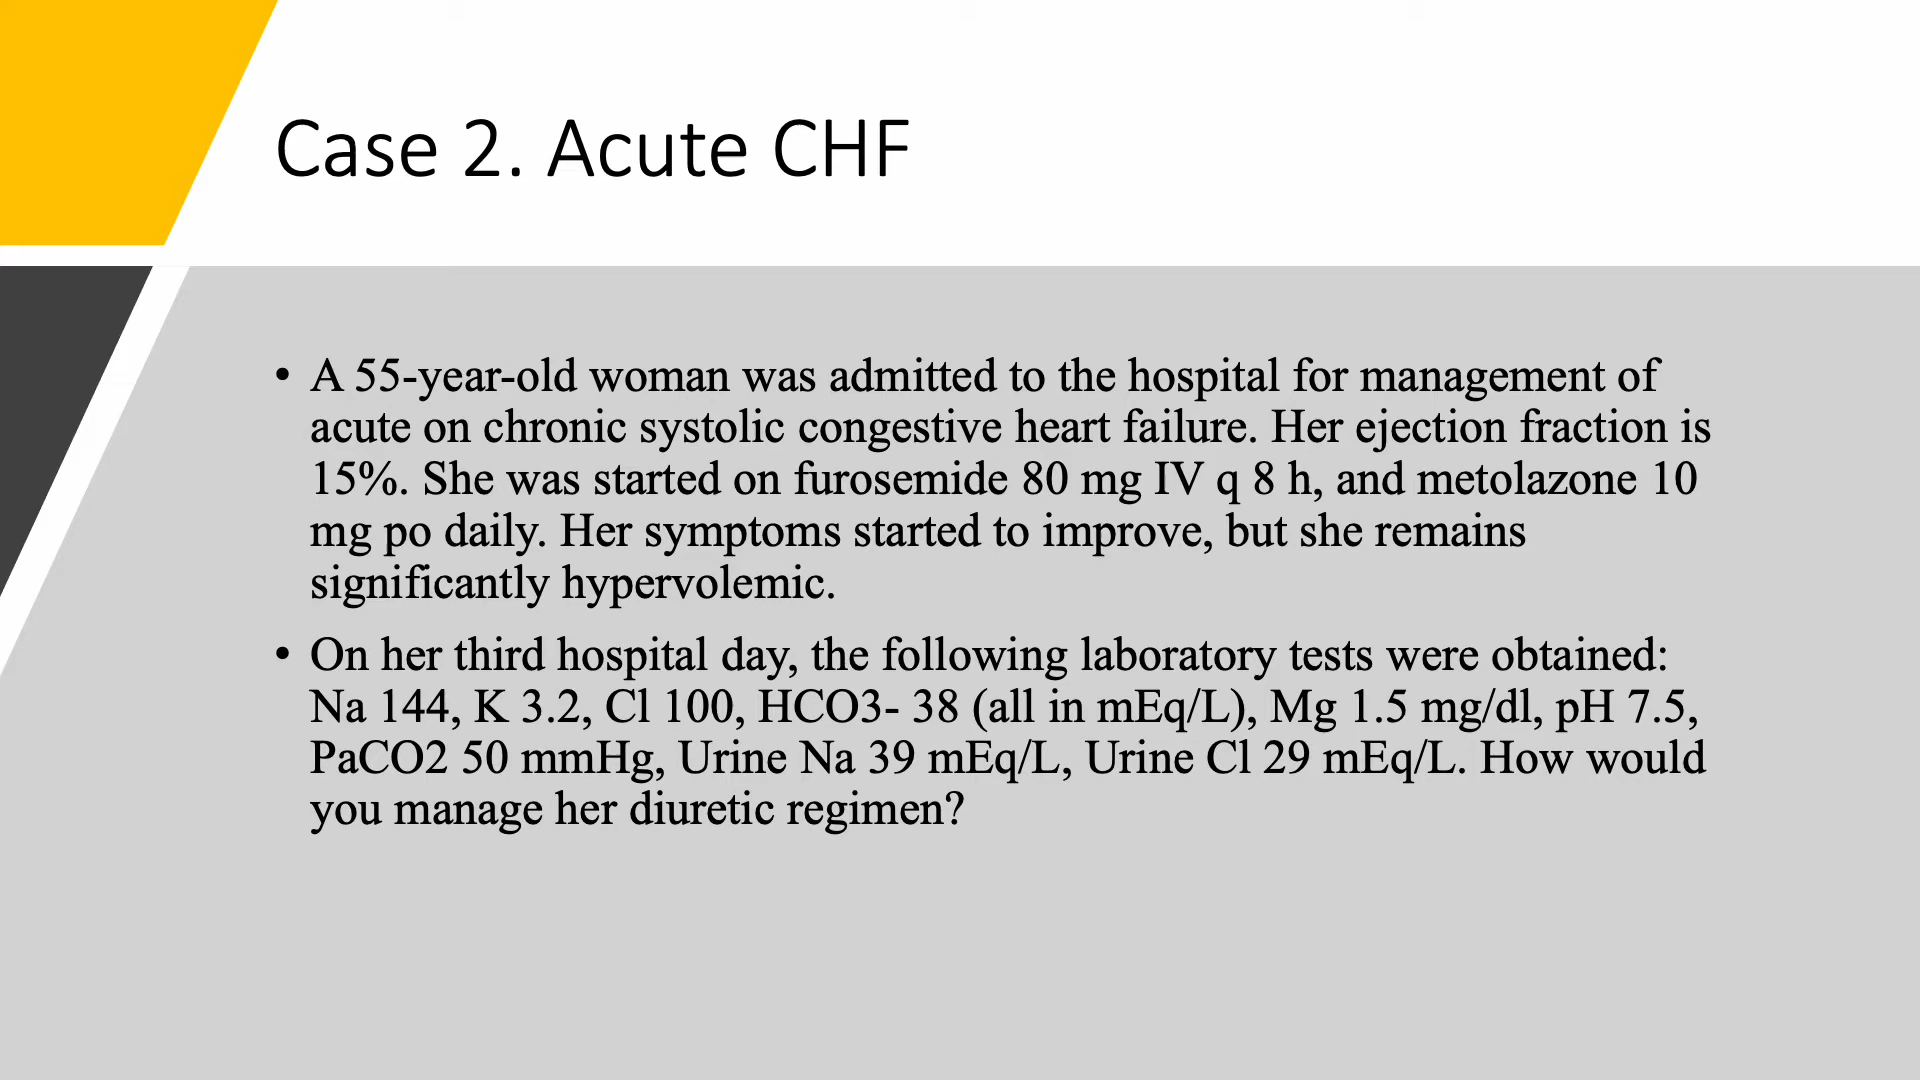 Case 2. Acute CHF
• A 55-year-old woman was admitted to the hospital for management of
acute on chronic systolic congestive heart failure. Her ejection fraction is
15%. She was started on furosemide 80 mg IV q 8 h, and metolazone 10
mg po daily. Her symptoms started to improve, but she remains
significantly hypervolemic.
• On her third hospital day, the following laboratory tests were obtained:
Na 144, K 3.2, Cl 100, HCO3- 38 (all in mEq/L), Mg 1.5 mg/dl, pH 7.5,
PaCO2 50 mmHg, Urine Na 39 mEq/L, Urine Cl 29 mEq/L. How would
you manage her diuretic regimen?